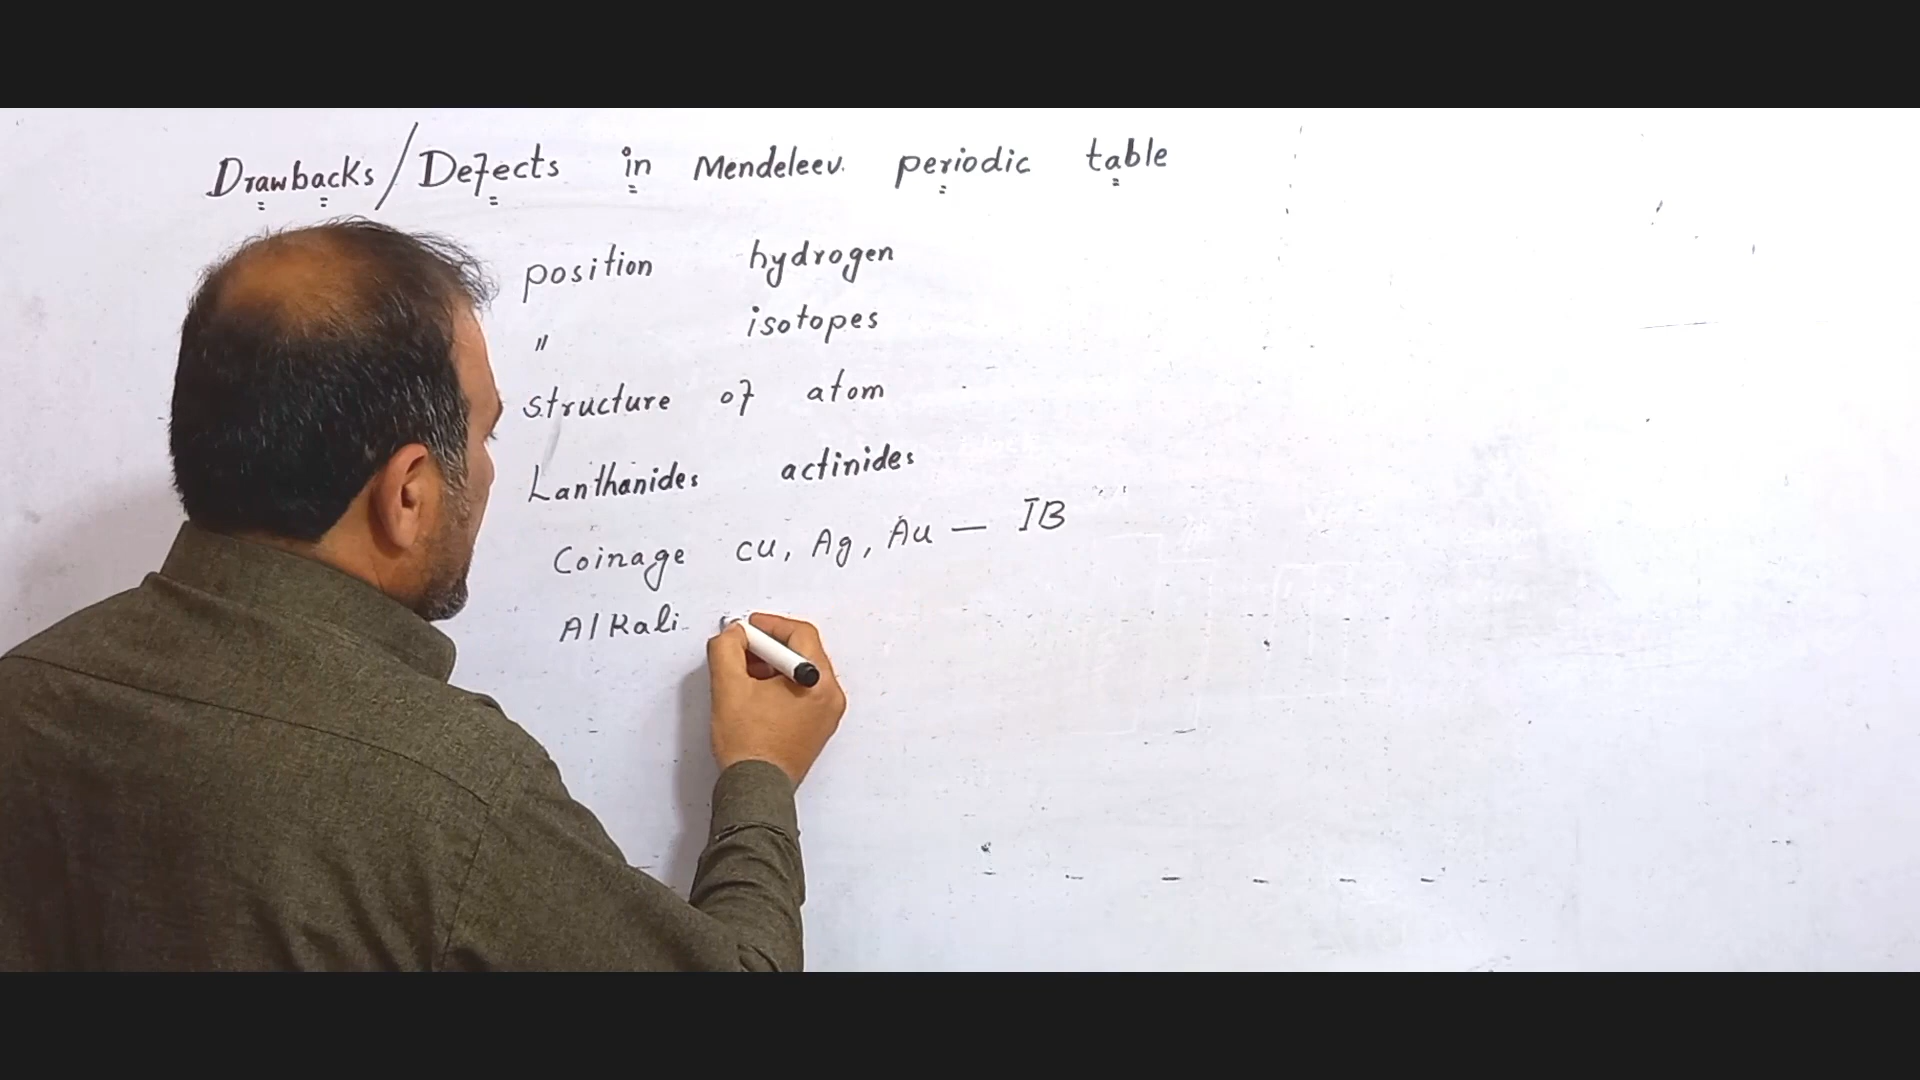 Drawbacks/Defects in Mendeleev. periodic table
position hydrogen
" isotopes
structure of atom
Lanthanides actinides
Coinage Cu, Ag, Au — IB
Alkali